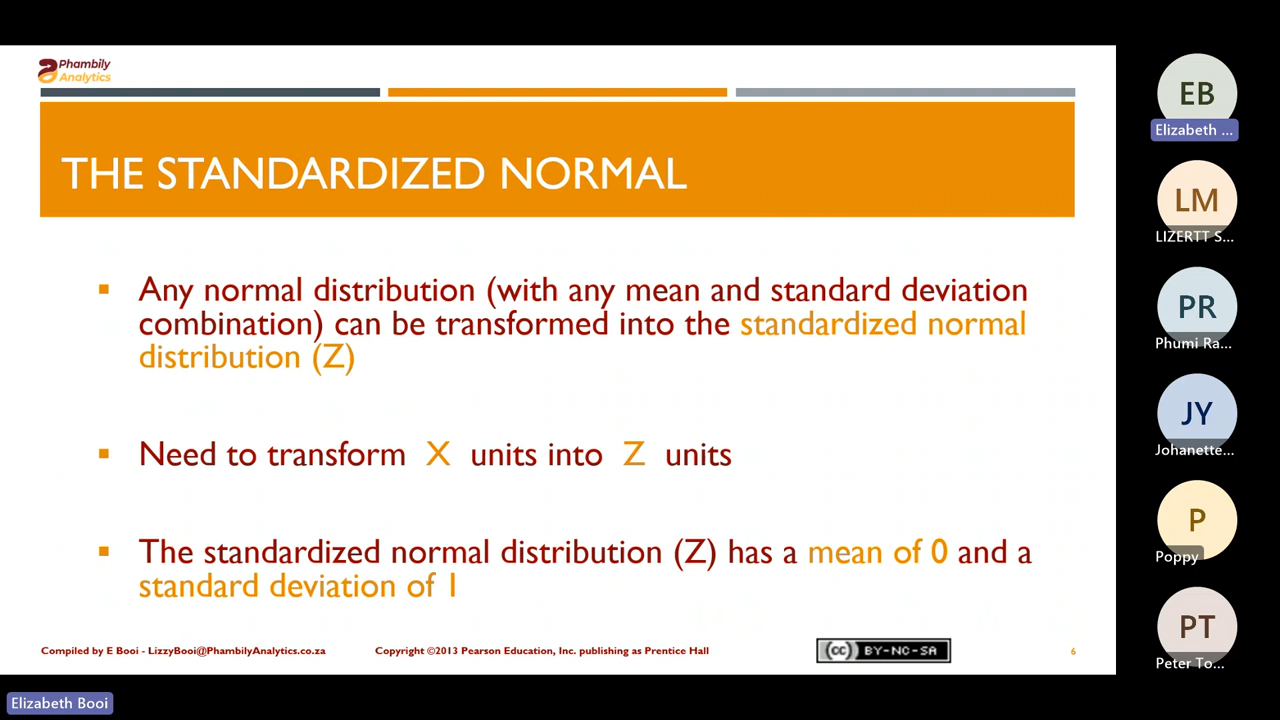 Phambily
Analytics
THE STANDARDIZED NORMAL
▪ Any normal distribution (with any mean and standard deviation
combination) can be transformed into the standardized normal
distribution (Z)
▪ Need to transform X units into Z units
▪ The standardized normal distribution (Z) has a mean of 0 and a
standard deviation of 1
Compiled by E Booi - LizzyBooi@PhambilyAnalytics.co.za Copyright ©2013 Pearson Education, Inc. publishing as Prentice Hall (cc) BY-NC-SA 6
EB
Elizabeth ...
LM
LIZERTT S...
PR
Phumi Ra...
JY
Johanette...
P
Poppy
PT
Peter To...
Elizabeth Booi